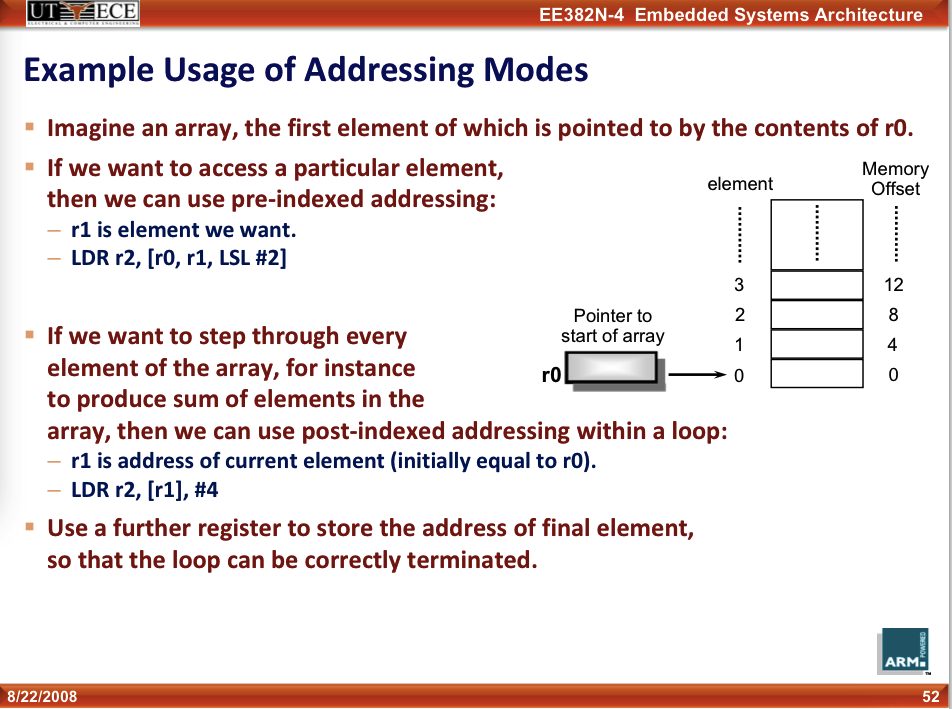 UT ECE
ELECTRICAL & COMPUTER ENGINEERING
EE382N-4 Embedded Systems Architecture
Example Usage of Addressing Modes
Imagine an array, the first element of which is pointed to by the contents of r0.
If we want to access a particular element,
then we can use pre-indexed addressing:
– r1 is element we want.
– LDR r2, [r0, r1, LSL #2]
If we want to step through every
element of the array, for instance
to produce sum of elements in the
array, then we can use post-indexed addressing within a loop:
– r1 is address of current element (initially equal to r0).
– LDR r2, [r1], #4
Use a further register to store the address of final element,
so that the loop can be correctly terminated.
element
Memory
Offset
3 12
2 8
1 4
0 0
Pointer to
start of array
r0
ARM POWERED
TM
8/22/2008
52